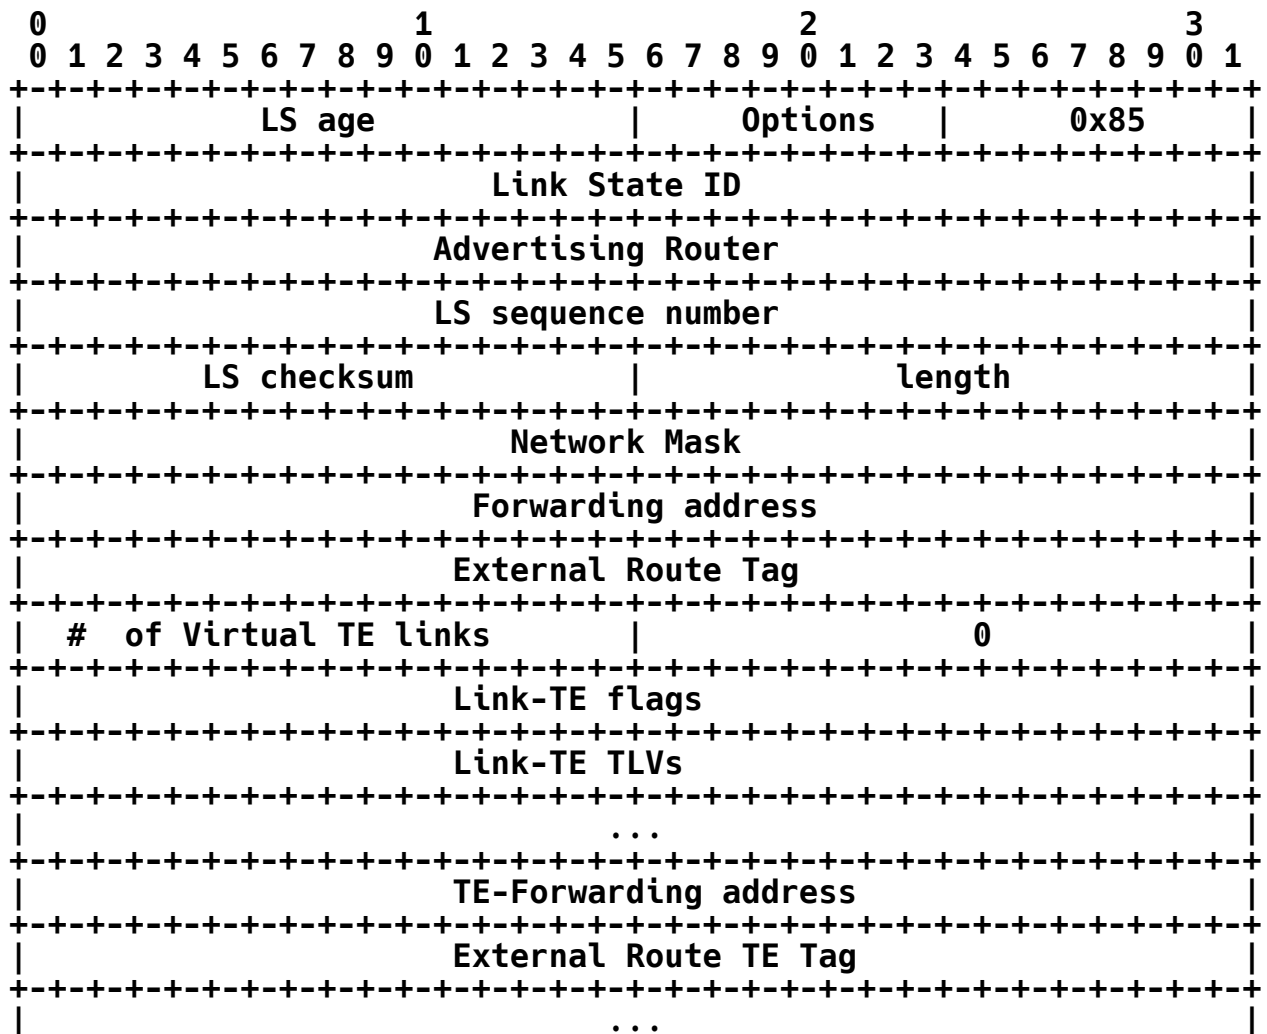 0                   1                   2                   3
 0 1 2 3 4 5 6 7 8 9 0 1 2 3 4 5 6 7 8 9 0 1 2 3 4 5 6 7 8 9 0 1
+-+-+-+-+-+-+-+-+-+-+-+-+-+-+-+-+-+-+-+-+-+-+-+-+-+-+-+-+-+-+-+-+
|            LS age             |     Options   |      0x85     |
+-+-+-+-+-+-+-+-+-+-+-+-+-+-+-+-+-+-+-+-+-+-+-+-+-+-+-+-+-+-+-+-+
|                        Link State ID                          |
+-+-+-+-+-+-+-+-+-+-+-+-+-+-+-+-+-+-+-+-+-+-+-+-+-+-+-+-+-+-+-+-+
|                     Advertising Router                        |
+-+-+-+-+-+-+-+-+-+-+-+-+-+-+-+-+-+-+-+-+-+-+-+-+-+-+-+-+-+-+-+-+
|                     LS sequence number                        |
+-+-+-+-+-+-+-+-+-+-+-+-+-+-+-+-+-+-+-+-+-+-+-+-+-+-+-+-+-+-+-+-+
|         LS checksum           |             length            |
+-+-+-+-+-+-+-+-+-+-+-+-+-+-+-+-+-+-+-+-+-+-+-+-+-+-+-+-+-+-+-+-+
|                         Network Mask                          |
+-+-+-+-+-+-+-+-+-+-+-+-+-+-+-+-+-+-+-+-+-+-+-+-+-+-+-+-+-+-+-+-+
|                       Forwarding address                      |
+-+-+-+-+-+-+-+-+-+-+-+-+-+-+-+-+-+-+-+-+-+-+-+-+-+-+-+-+-+-+-+-+
|                      External Route Tag                       |
+-+-+-+-+-+-+-+-+-+-+-+-+-+-+-+-+-+-+-+-+-+-+-+-+-+-+-+-+-+-+-+-+
|  #  of Virtual TE links       |                 0             |
+-+-+-+-+-+-+-+-+-+-+-+-+-+-+-+-+-+-+-+-+-+-+-+-+-+-+-+-+-+-+-+-+
|                      Link-TE flags                            |
+-+-+-+-+-+-+-+-+-+-+-+-+-+-+-+-+-+-+-+-+-+-+-+-+-+-+-+-+-+-+-+-+
|                      Link-TE TLVs                             |
+-+-+-+-+-+-+-+-+-+-+-+-+-+-+-+-+-+-+-+-+-+-+-+-+-+-+-+-+-+-+-+-+
|                              ...                              |
+-+-+-+-+-+-+-+-+-+-+-+-+-+-+-+-+-+-+-+-+-+-+-+-+-+-+-+-+-+-+-+-+
|                      TE-Forwarding address                    |
+-+-+-+-+-+-+-+-+-+-+-+-+-+-+-+-+-+-+-+-+-+-+-+-+-+-+-+-+-+-+-+-+
|                      External Route TE Tag                    |
+-+-+-+-+-+-+-+-+-+-+-+-+-+-+-+-+-+-+-+-+-+-+-+-+-+-+-+-+-+-+-+-+
|                              ...                              |